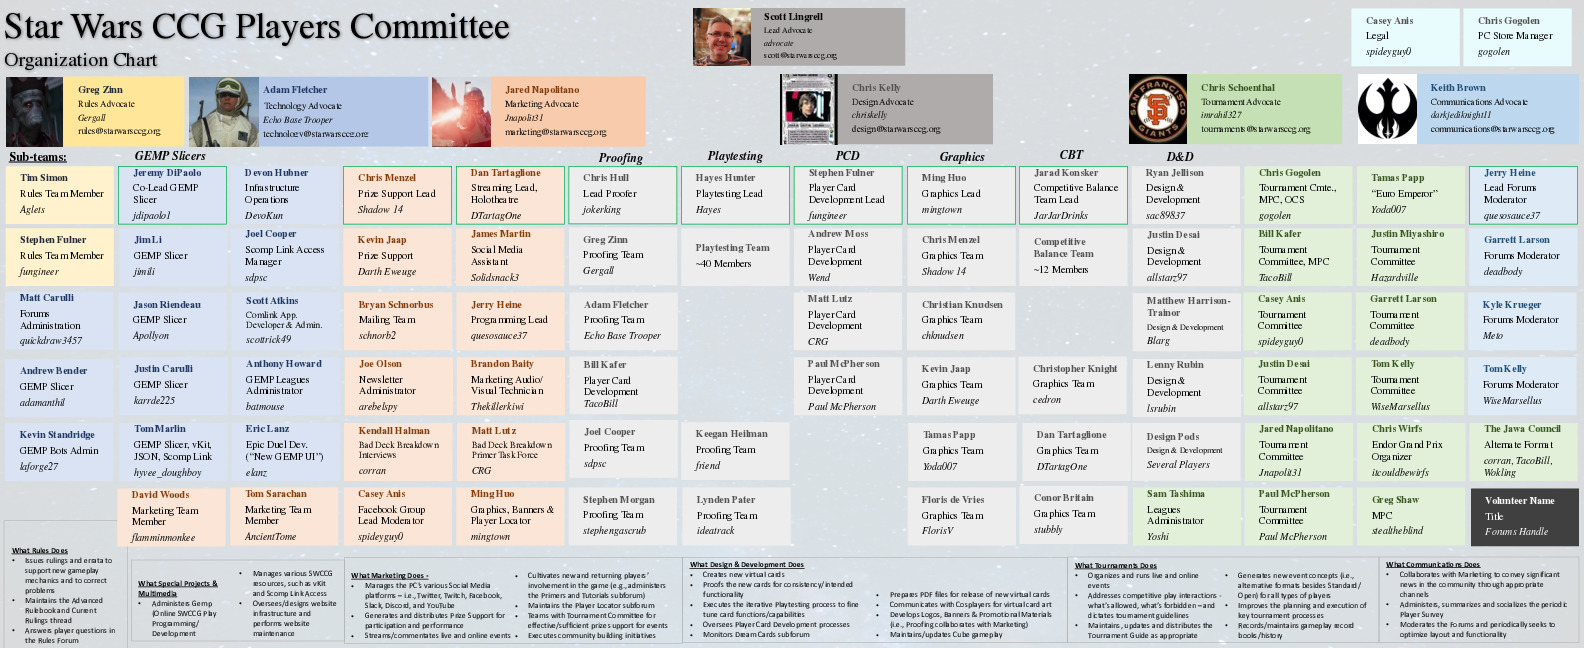 Star Wars CCG Players Committee
Organization Chart
Scott Lingrell
Lead Advocate
advocate
scott@starwarsccg.org
Casey Anis
Legal
spideyguy0
Chris Gogolen
PC Store Manager
gogolen
Greg Zinn
Rules Advocate
Gergall
rules@starwarsccg.org
Adam Fletcher
Technology Advocate
Echo Base Trooper
technology@starwarsccg.org
Jared Napolitano
Marketing Advocate
Jnapolit31
marketing@starwarsccg.org
Chris Kelly
Design Advocate
chriskelly
design@starwarsccg.org
SAN FRANCISCO
GIANTS
Chris Schoenthal
Tournament Advocate
imrahil327
tournaments@starwarsccg.org
Keith Brown
Communications Advocate
darkjediknight11
communications@starwarsccg.org
Sub-teams:
GEMP Slicers
Proofing
Playtesting
PCD
Graphics
CBT
D&D
Tim Simon
Rules Team Member
Aglets
Jeremy DiPaolo
Co-Lead GEMP
Slicer
jdipaolo1
Devon Hubner
Infrastructure
Operations
DevoKun
Chris Menzel
Prize Support Lead
Shadow 14
Dan Tartaglione
Streaming Lead,
Holotheatre
DTartagOne
Chris Hull
Lead Proofer
jokerking
Hayes Hunter
Playtesting Lead
Hayes
Stephen Fulner
Player Card
Development Lead
fungineer
Ming Huo
Graphics Lead
mingtown
Jarad Konsker
Competitive Balance
Team Lead
JarJarDrinks
Ryan Jellison
Design &
Development
sac89837
Chris Gogolen
Tournament Cmte.,
MPC, OCS
gogolen
Tamas Papp
"Euro Emperor"
Yoda007
Jerry Heine
Lead Forums
Moderator
quesosauce37
Stephen Fulner
Rules Team Member
fungineer
Jim Li
GEMP Slicer
jimili
Joel Cooper
Scomp Link Access
Manager
sdpsc
Kevin Jaap
Prize Support
Darth Eweuge
James Martin
Social Media
Assistant
Solidsnack3
Greg Zinn
Proofing Team
Gergall
Playtesting Team
~40 Members
Andrew Moss
Player Card
Development
Wend
Chris Menzel
Graphics Team
Shadow 14
Competitive
Balance Team
~12 Members
Justin Desai
Design &
Development
allstarz97
Bill Kafer
Tournament
Committee, MPC
TacoBill
Justin Miyashiro
Tournament
Committee
Hazardville
Garrett Larson
Forums Moderator
deadbody
Matt Carulli
Forums
Administration
quickdraw3457
Jason Riendeau
GEMP Slicer
Apollyon
Scott Atkins
Comlink App.
Developer & Admin.
scottrick49
Bryan Schnorbus
Mailing Team
schnorb2
Jerry Heine
Programming Lead
quesosauce37
Adam Fletcher
Proofing Team
Echo Base Trooper
Matt Lutz
Player Card
Development
CRG
Christian Knudsen
Graphics Team
chknudsen
Matthew Harrison-
Trainor
Design & Development
Blarg
Casey Anis
Tournament
Committee
spideyguy0
Garrett Larson
Tournament
Committee
deadbody
Kyle Krueger
Forums Moderator
Meto
Andrew Bender
GEMP Slicer
adamanthil
Justin Carulli
GEMP Slicer
karrde225
Anthony Howard
GEMP Leagues
Administrator
batmouse
Joe Olson
Newsletter
Administrator
arebelspy
Brandon Baity
Marketing Audio/
Visual Technician
Thekillerkiwi
Bill Kafer
Player Card
Development
TacoBill
Paul McPherson
Player Card
Development
Paul McPherson
Kevin Jaap
Graphics Team
Darth Eweuge
Christopher Knight
Graphics Team
cedron
Lenny Rubin
Design &
Development
lsrubin
Justin Desai
Tournament
Committee
allstarz97
Tom Kelly
Tournament
Committee
WiseMarsellus
Tom Kelly
Forums Moderator
WiseMarsellus
Kevin Standridge
GEMP Bots Admin
laforge27
Tom Marlin
GEMP Slicer, vKit,
JSON, Scomp Link
hyvee_doughboy
Eric Lanz
Epic Duel Dev.
("New GEMP UI")
elanz
Kendall Halman
Bad Deck Breakdown
Interviews
corran
Matt Lutz
Bad Deck Breakdown
Primer Task Force
CRG
Joel Cooper
Proofing Team
sdpsc
Keegan Heilman
Proofing Team
friend
Tamas Papp
Graphics Team
Yoda007
Dan Tartaglione
Graphics Team
DTartagOne
Design Pods
Design & Development
Several Players
Jared Napolitano
Tournament
Committee
Jnapolit31
Chris Wirfs
Endor Grand Prix
Organizer
itcouldbewirfs
The Jawa Council
Alternate Format
corran, TacoBill,
Wokling
David Woods
Marketing Team
Member
flamminmonkee
Tom Sarachan
Marketing Team
Member
AncientTome
Casey Anis
Facebook Group
Lead Moderator
spideyguy0
Ming Huo
Graphics, Banners &
Player Locator
mingtown
Stephen Morgan
Proofing Team
stephengascrub
Lynden Pater
Proofing Team
ideatrack
Floris de Vries
Graphics Team
FlorisV
Conor Britain
Graphics Team
stubbly
Sam Tashima
Leagues
Administrator
Yoshi
Paul McPherson
Tournament
Committee
Paul McPherson
Greg Shaw
MPC
stealtheblind
Volunteer Name
Title
Forums Handle
What Rules Does
• Issues rulings and errata to
support new gameplay
mechanics and to correct
problems
• Maintains the Advanced
Rulebook and Current
Rulings thread
• Answers player questions in
the Rules Forum
What Special Projects &
Multimedia
• Administers Gemp
(Online SWCCG Play
Programming/
Development
• Manages various SWCCG
resources, such as vKit
and Scomp Link Access
• Oversees/designs website
infrastructure and
performs website
maintenance
What Marketing Does -
• Manages the PC's various Social Media
platforms – i.e., Twitter, Twitch, Facebook,
Slack, Discord, and YouTube
• Generates and distributes Prize Support for
participation and performance
• Streams/commentates live and online events
• Cultivates new and returning players'
involvement in the game (e.g., administers
the Primers and Tutorials subforum)
• Maintains the Player Locator subforum
• Teams with Tournament Committee for
effective/sufficient prize support for events
• Executes community building initiatives
What Design & Development Does
• Creates new virtual cards
• Proofs the new cards for consistency/intended
functionality
• Executes the iterative Playtesting process to fine
tune card functions/capabilities
• Oversees Player Card Development processes
• Monitors Dream Cards subforum
• Prepares PDF files for release of new virtual cards
• Communicates with Co splayers for virtual card art
• Develops Logos, Banners & Promotional Materials
(i.e., Proofing collaborates with Marketing)
• Maintains/updates Cube gameplay
What Tournaments Does
• Organizes and runs live and online
events
• Addresses competitive play interactions -
what's allowed, what's forbidden – and
dictates tournament guidelines
• Maintains, updates and distributes the
Tournament Guide as appropriate
• Generates new event concepts (i.e.,
alternative formats besides Standard /
Open) for all types of players
• Improves the planning and execution of
key tournament processes
• Records/maintains gameplay record
books/history
What Communications Does
• Collaborates with Marketing to convey significant
news in the community through appropriate
channels
• Administers, summarizes and socializes the periodic
Player Survey
• Moderates the Forums and periodically seeks to
optimize layout and functionality